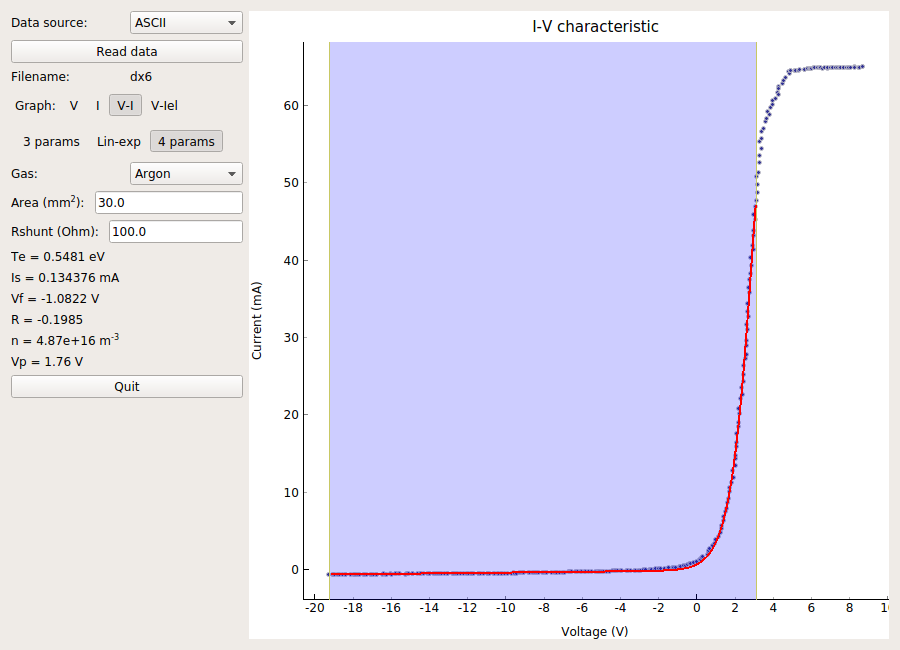 Data source: ASCII
Read data
Filename: dx6
Graph: V I V-I V-Iel
3 params Lin-exp 4 params
Gas: Argon
Area (mm²): 30.0
Rshunt (Ohm): 100.0
Te = 0.5481 eV
Is = 0.134376 mA
Vf = -1.0822 V
R = -0.1985
n = 4.87e+16 m⁻³
Vp = 1.76 V
Quit
I-V characteristic
Current (mA)
60
50
40
30
20
10
0
-20 -18 -16 -14 -12 -10 -8 -6 -4 -2 0 2 4 6 8
Voltage (V)